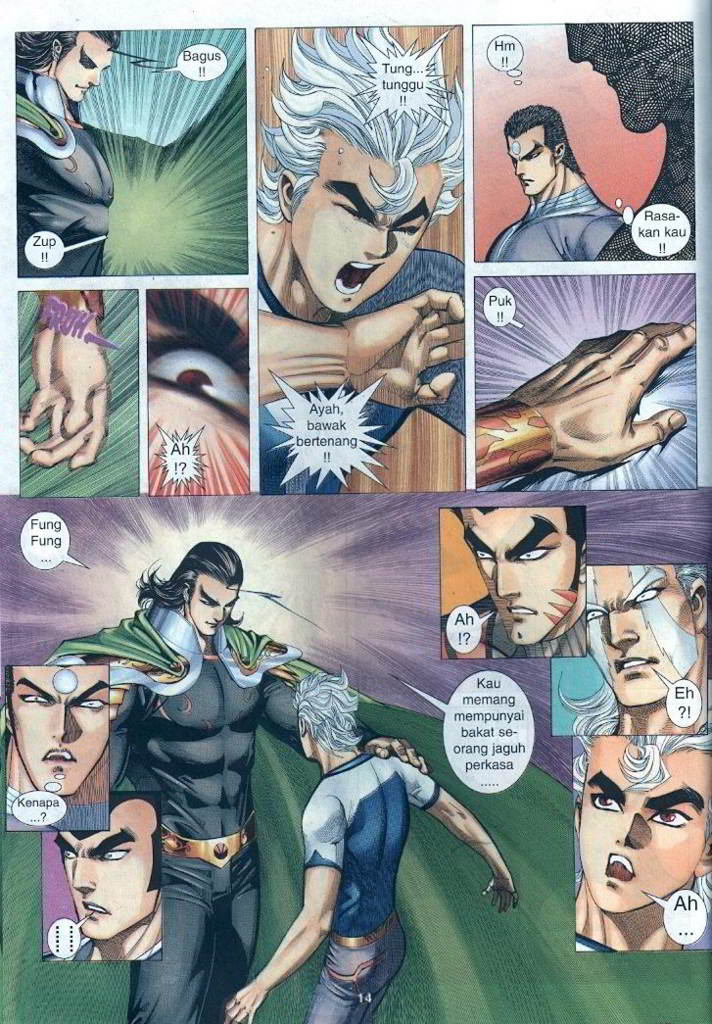 Bagus
!!
Zup
!!
Tung...
tunggu
!!
Hm
!!
Rasa-
kan kau
!!
Ah
!?
Ayah,
bawak
bertenang
!!
Puk
!!
Fung
Fung
...
Ah
!?
Eh
?!
Kau
memang
mempunyai
bakat se-
orang jaguh
perkasa
.....
Kenapa
...?
Ah
...
14